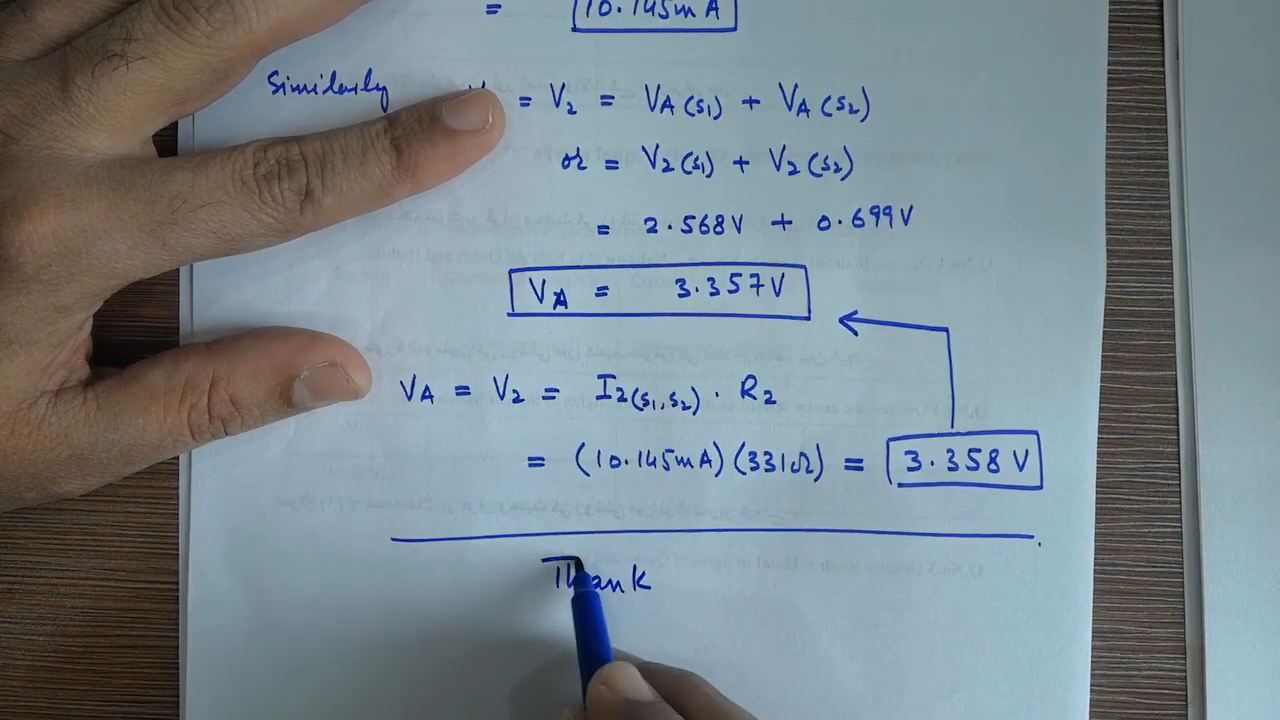 = 10.145mA
Similarly = V₂ = VA(S₁) + VA(S₂)
or = V₂(S₁) + V₂(S₂)
= 2.568V + 0.699V
VA = 3.357V
VA = V₂ = I₂(S₁,S₂) · R₂
= (10.145mA)(331Ω) = 3.358V
Thank